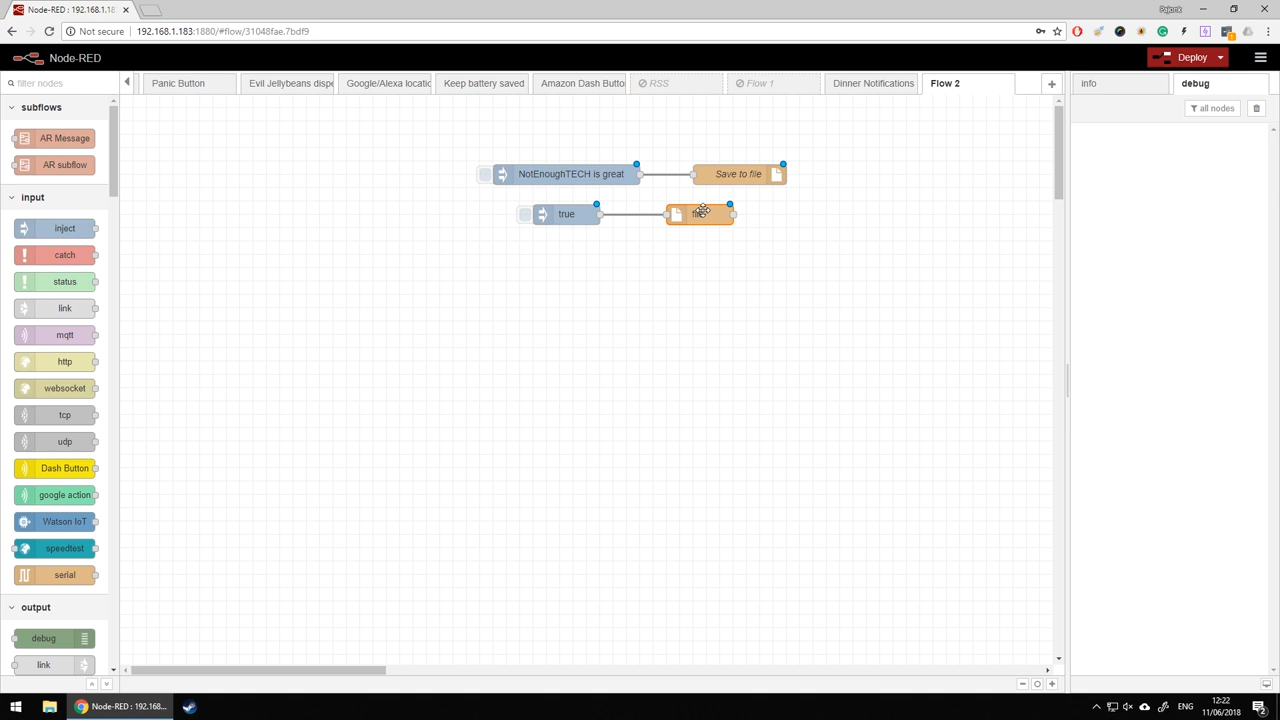 Node-RED : 192.168.1.18
Pajorek
Not secure
192.168.1.183:1880/#flow/31048fae.7bdf9
Node-RED
Deploy
filter nodes
Panic Button
Evil Jellybeans dispe
Google/Alexa locatio
Keep battery saved
Amazon Dash Button
RSS
Flow 1
Dinner Notifications
Flow 2
info
debug
subflows
all nodes
AR Message
AR subflow
NotEnoughTECH is great
Save to file
input
true
inject
catch
status
link
mqtt
http
websocket
tcp
udp
Dash Button
google action
Watson IoT
speedtest
serial
output
debug
link
Node-RED : 192.168...
ENG
12:22
11/06/2018
2